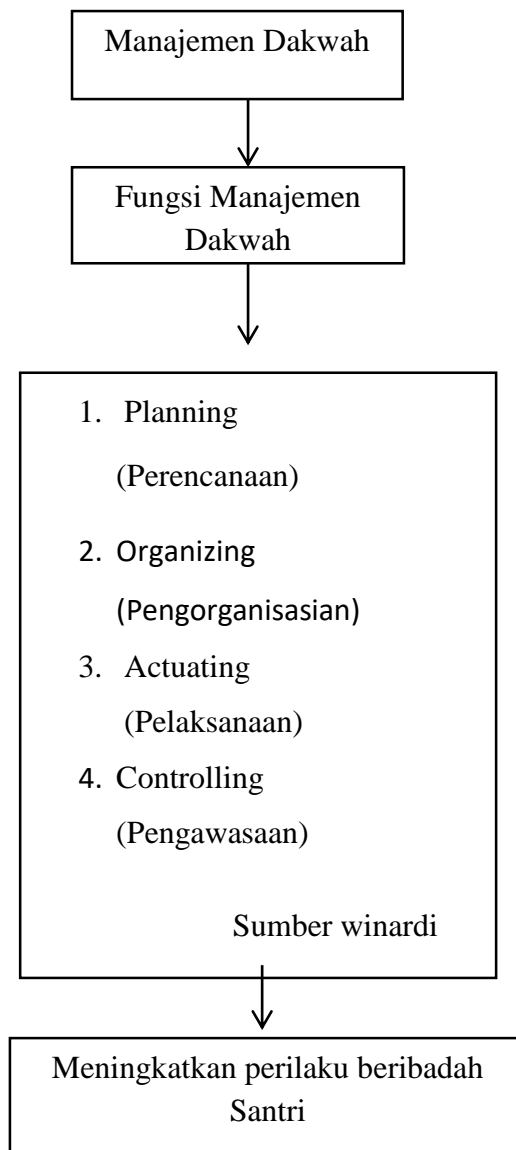 Manajemen Dakwah
Fungsi Manajemen
Dakwah
1. Planning
(Perencanaan)
2. Organizing
(Pengorganisasian)
3. Actuating
(Pelaksanaan)
4. Controlling
(Pengawasaan)
Sumber winardi
Meningkatkan perilaku beribadah
Santri